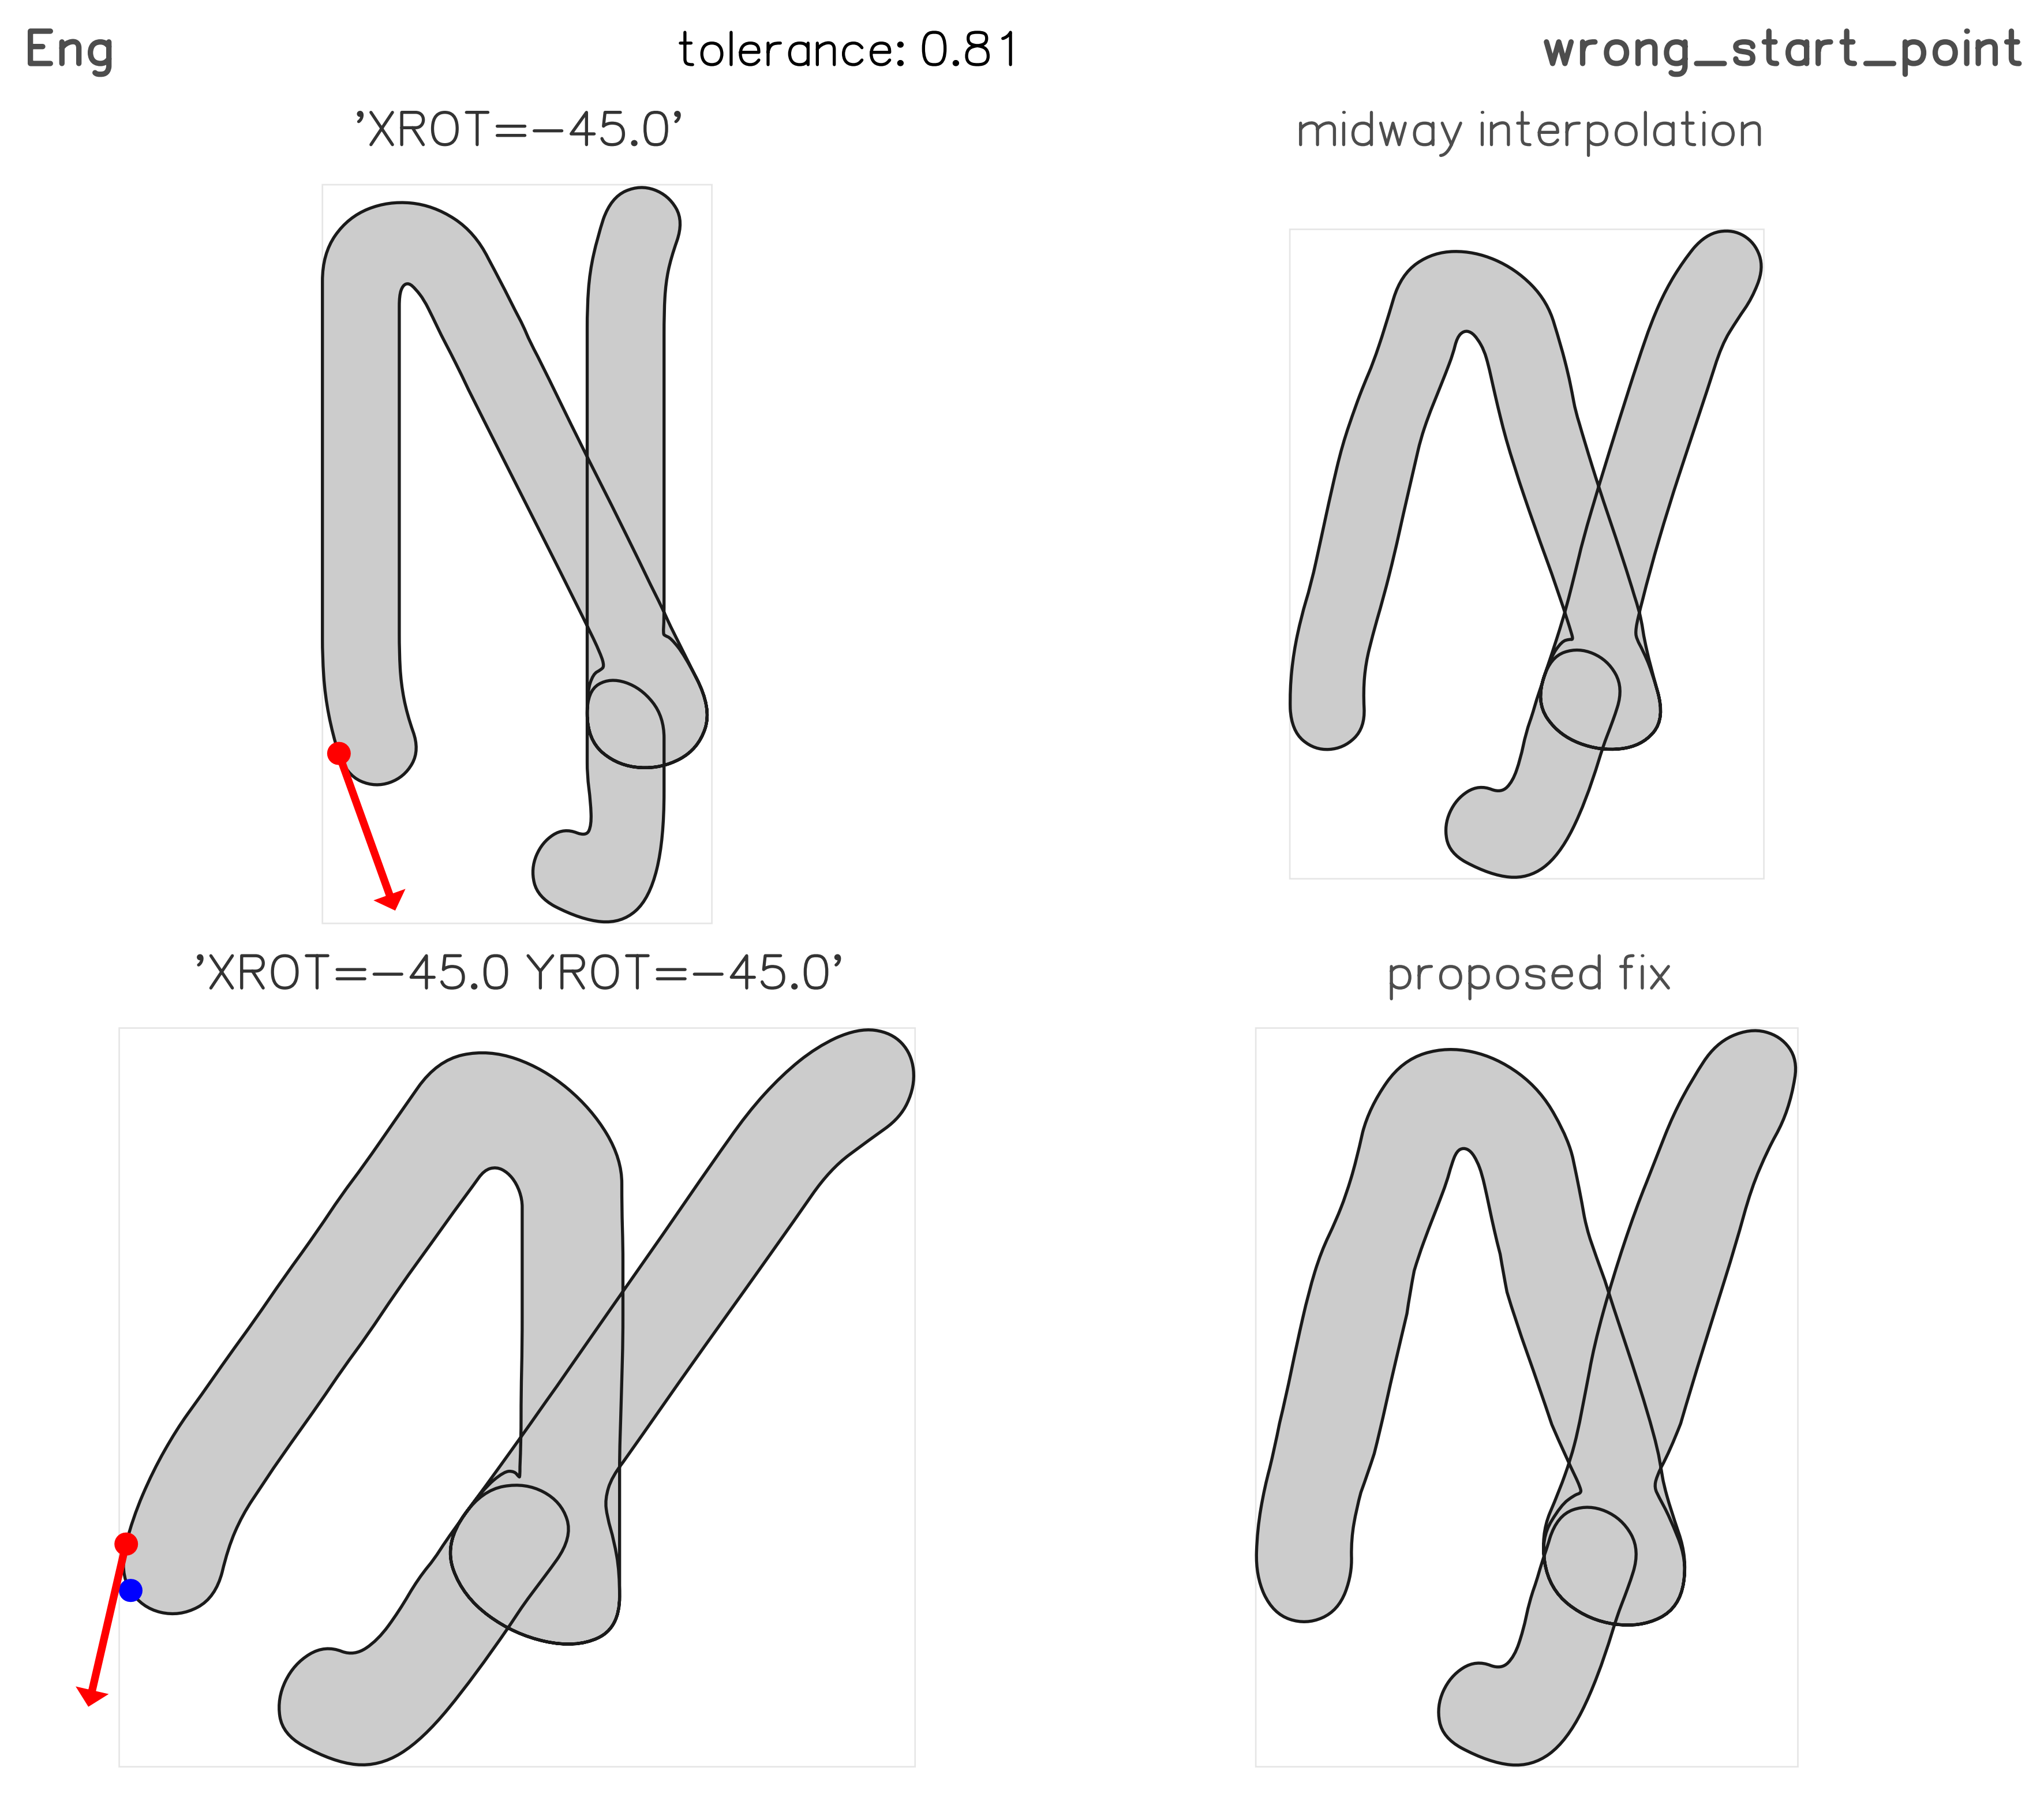 Eng
tolerance: 0.81
wrong_start_point
'XROT=-45.0'
midway interpolation
'XROT=-45.0 YROT=-45.0'
proposed fix